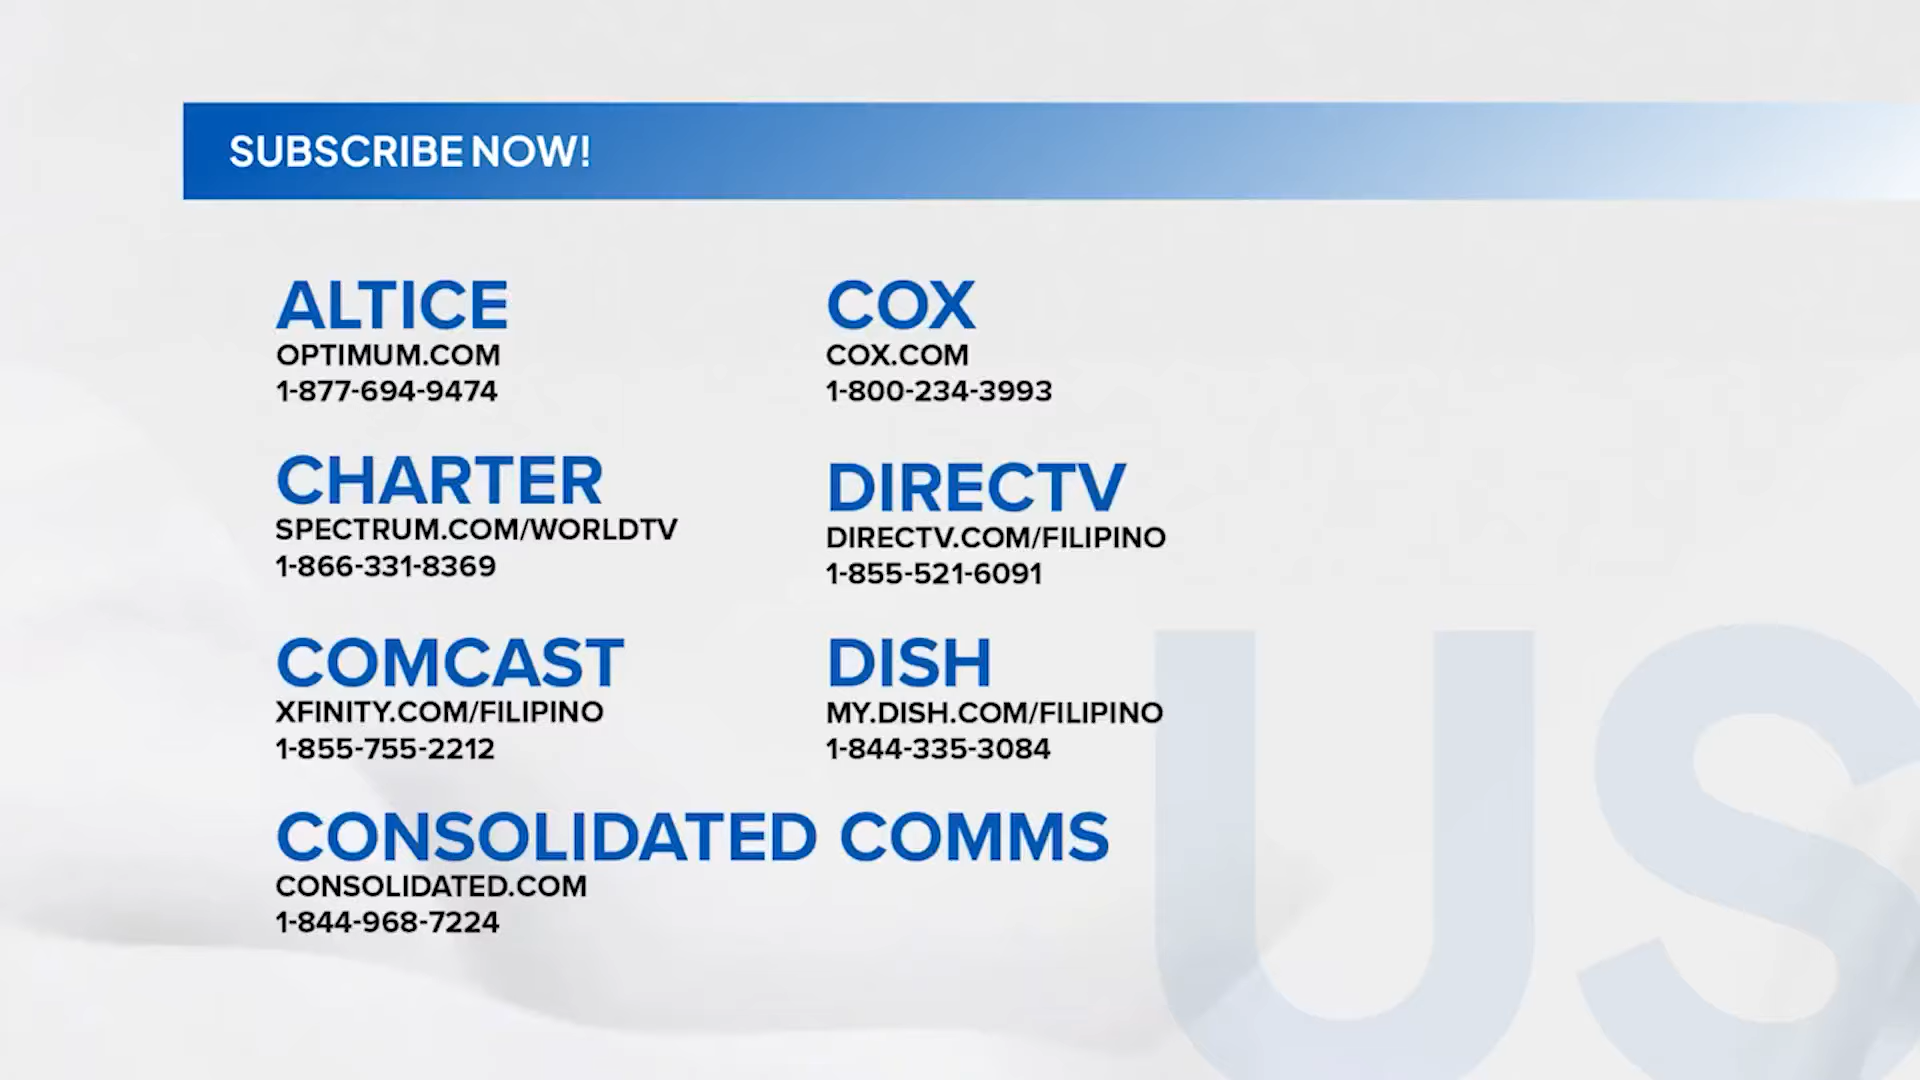 SUBSCRIBE NOW!
ALTICE
OPTIMUM.COM
1-877-694-9474
CHARTER
SPECTRUM.COM/WORLDTV
1-866-331-8369
COMCAST
XFINITY.COM/FILIPINO
1-855-755-2212
CONSOLIDATED COMMS
CONSOLIDATED.COM
1-844-968-7224
COX
COX.COM
1-800-234-3993
DIRECTV
DIRECTV.COM/FILIPINO
1-855-521-6091
DISH
MY.DISH.COM/FILIPINO
1-844-335-3084
US